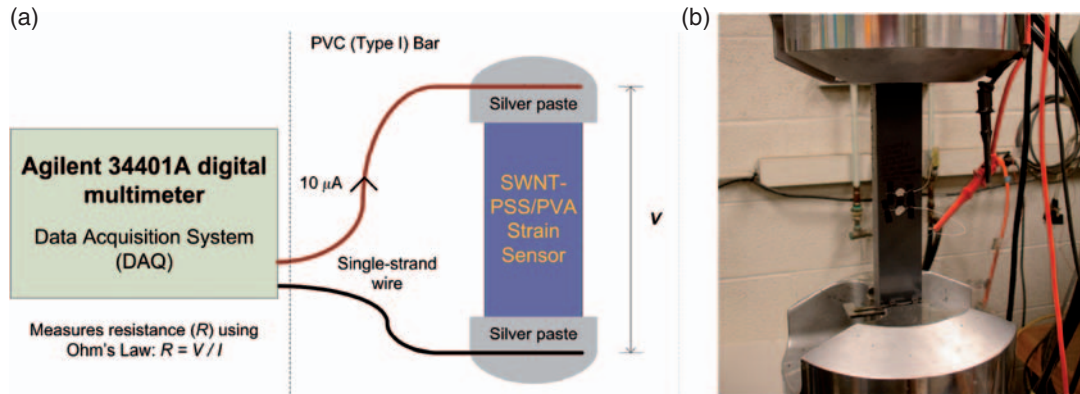 (a)
PVC (Type I) Bar
Silver paste
Agilent 34401A digital
multimeter
Data Acquisition System
(DAQ)
10 μA
SWNT-
PSS/PVA
Strain
Sensor
V
Single-strand
wire
Measures resistance (R) using
Ohm's Law: R = V / I
Silver paste
(b)